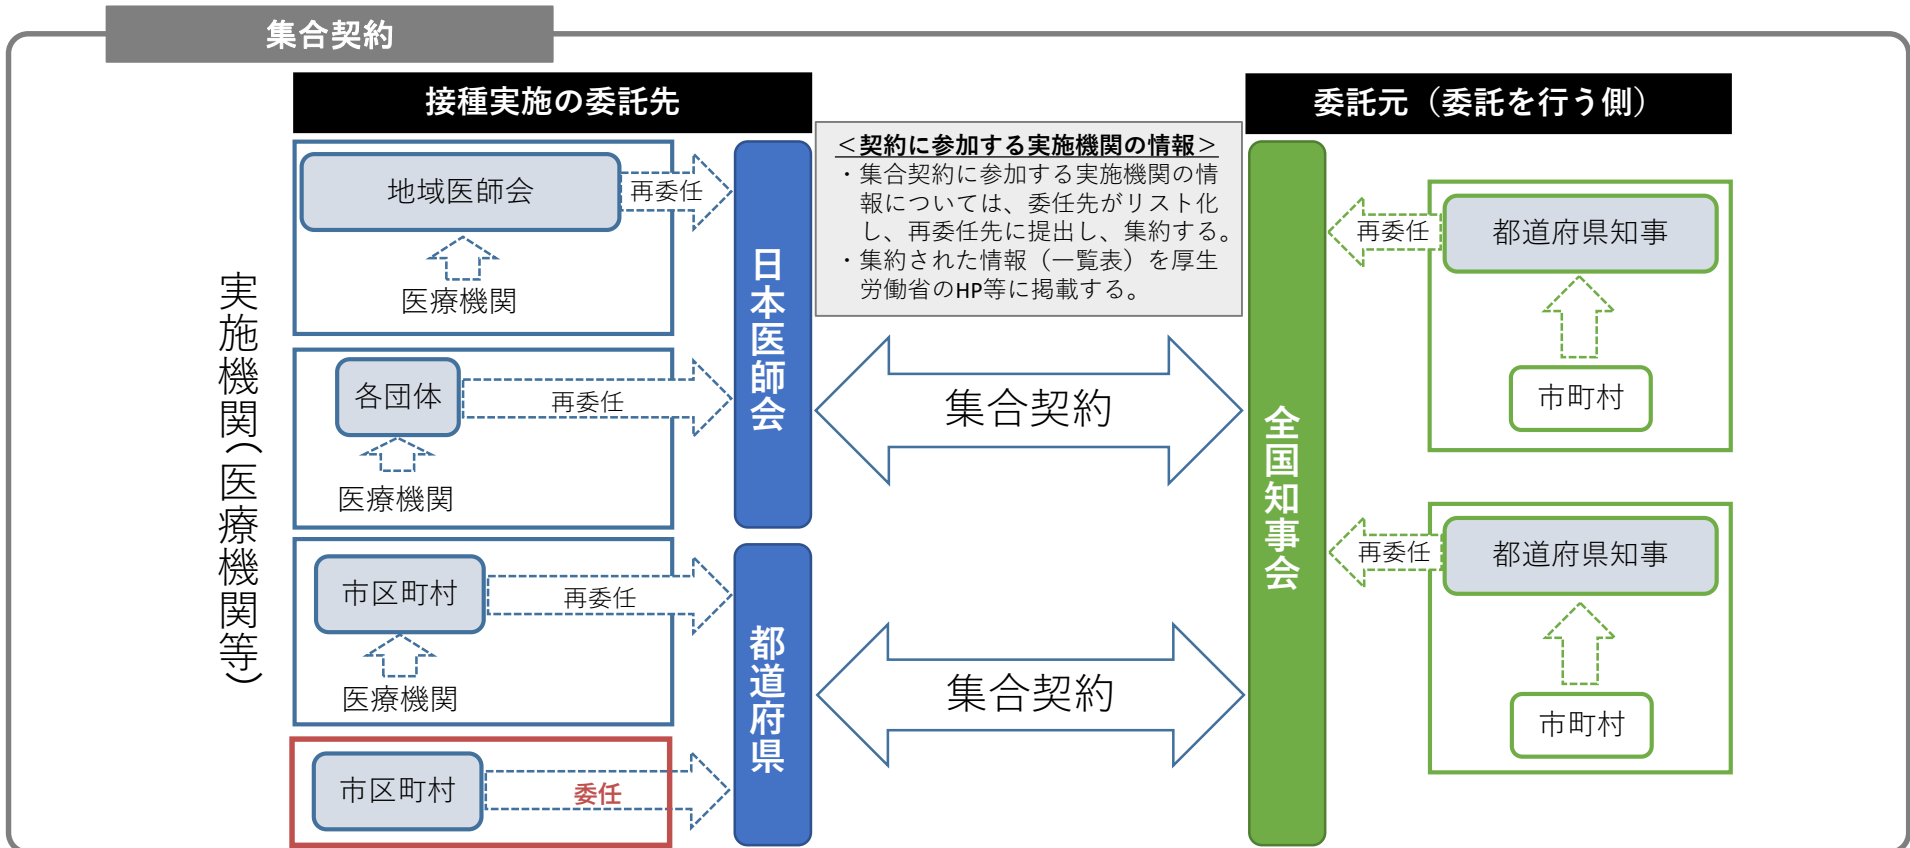 集合契約
接種実施の委託先
委託元（委託を行う側）
実施機関（医療機関等）
地域医師会
再委任
医療機関
各団体
再委任
医療機関
市区町村
再委任
医療機関
市区町村
委任
日本医師会
都道府県
＜契約に参加する実施機関の情報＞
・集合契約に参加する実施機関の情
報については、委任先がリスト化
し、再委任先に提出し、集約する。
・集約された情報（一覧表）を厚生
労働省のHP等に掲載する。
集合契約
集合契約
全国知事会
再委任
都道府県知事
市町村
再委任
都道府県知事
市町村